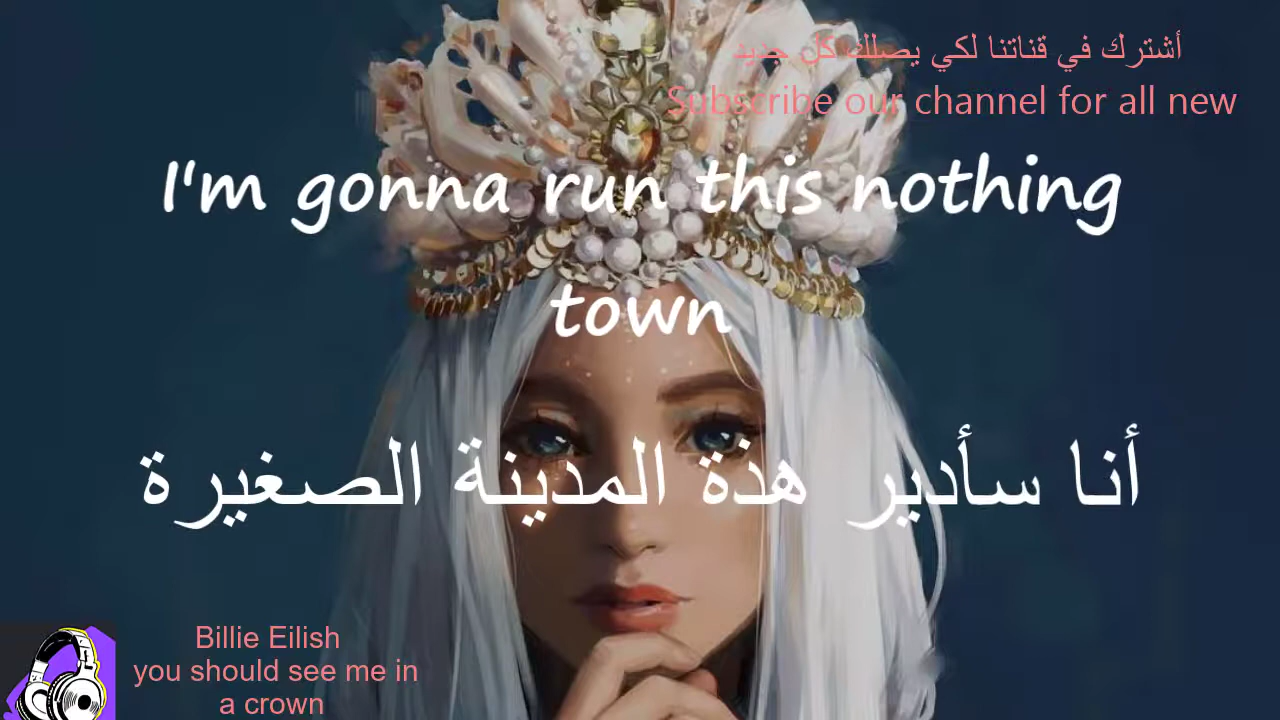 أشترك في قناتنا لكي يصلك كل جديد
Subscribe our channel for all new
I'm gonna run this nothing
town
أنا سأدير هذة المدينة الصغيرة
Billie Eilish
you should see me in
a crown